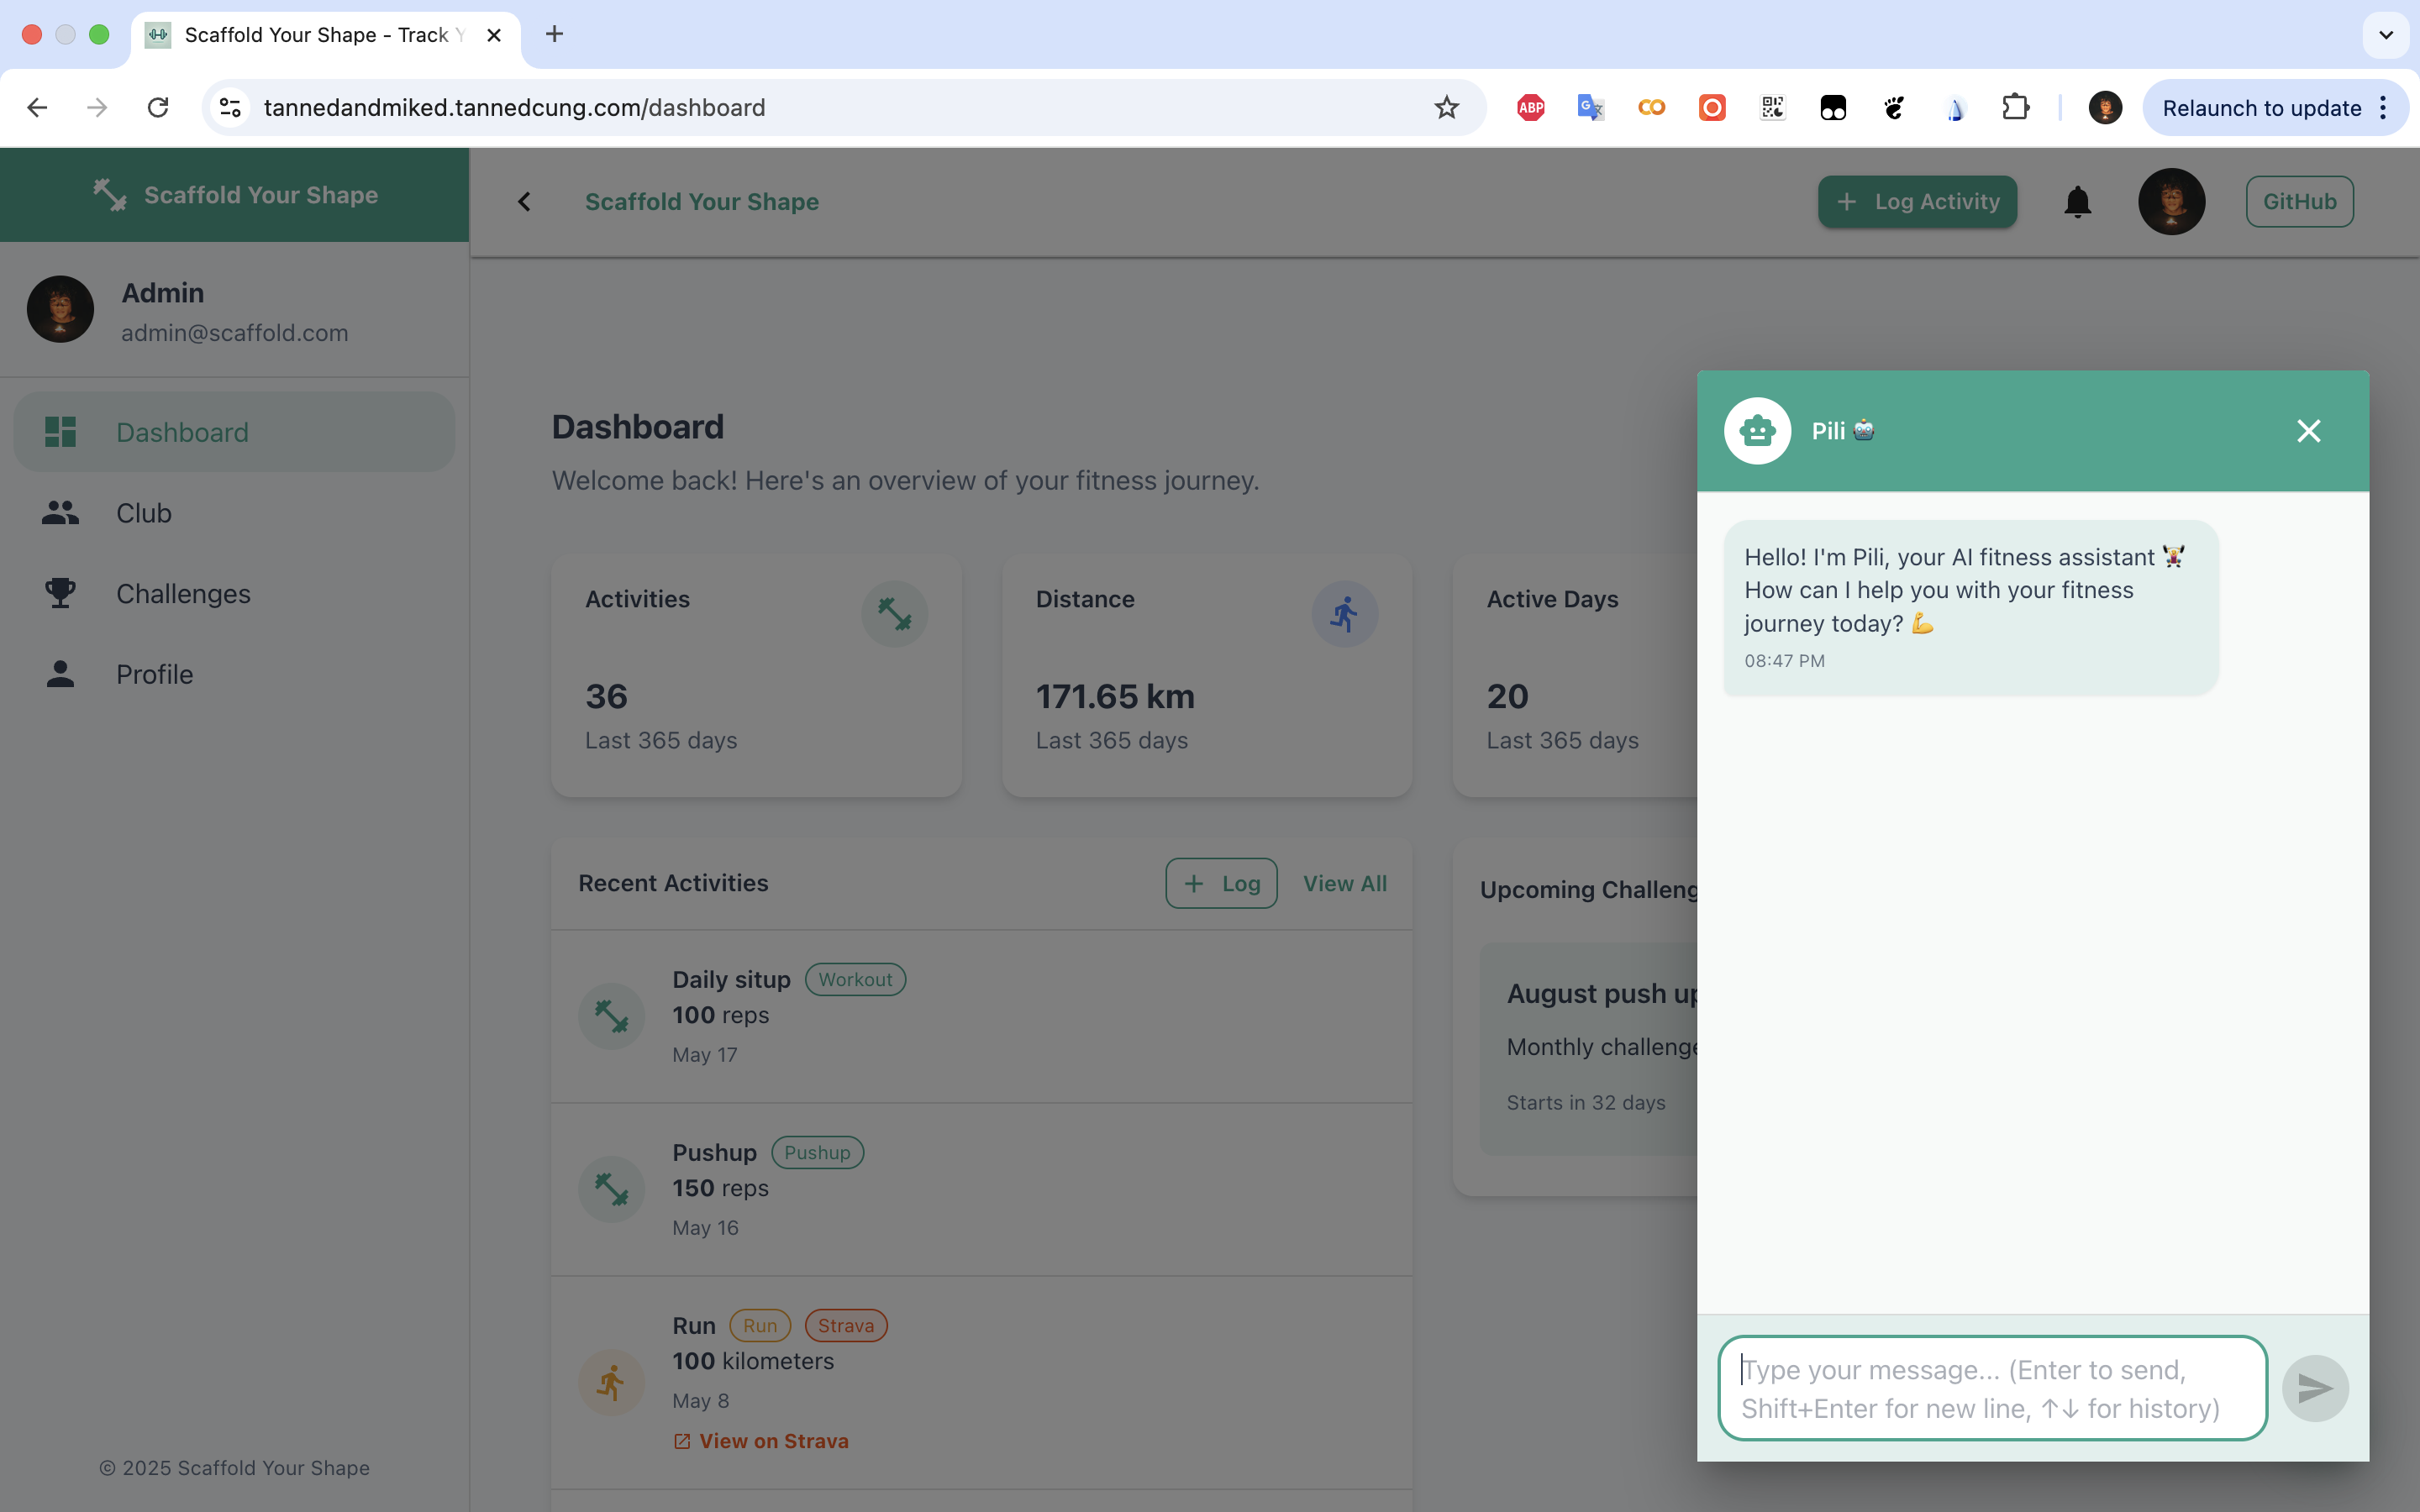 Scaffold Your Shape - Track Y
tannedandmiked.tannedcung.com/dashboard
ABP
Relaunch to update
Scaffold Your Shape
Scaffold Your Shape
+ Log Activity
GitHub
Admin
admin@scaffold.com
Dashboard
Club
Challenges
Profile
© 2025 Scaffold Your Shape
Dashboard
Welcome back! Here's an overview of your fitness journey.
Activities
36
Last 365 days
Distance
171.65 km
Last 365 days
Active Days
20
Last 365 days
Recent Activities
+ Log
View All
Daily situp Workout
100 reps
May 17
Pushup Pushup
150 reps
May 16
Run Run Strava
100 kilometers
May 8
View on Strava
Upcoming Challeng
August push up
Monthly challenge
Starts in 32 days
Pili 🤖
Hello! I'm Pili, your AI fitness assistant 🏋️
How can I help you with your fitness
journey today? 💪
08:47 PM
Type your message... (Enter to send,
Shift+Enter for new line, ↑↓ for history)